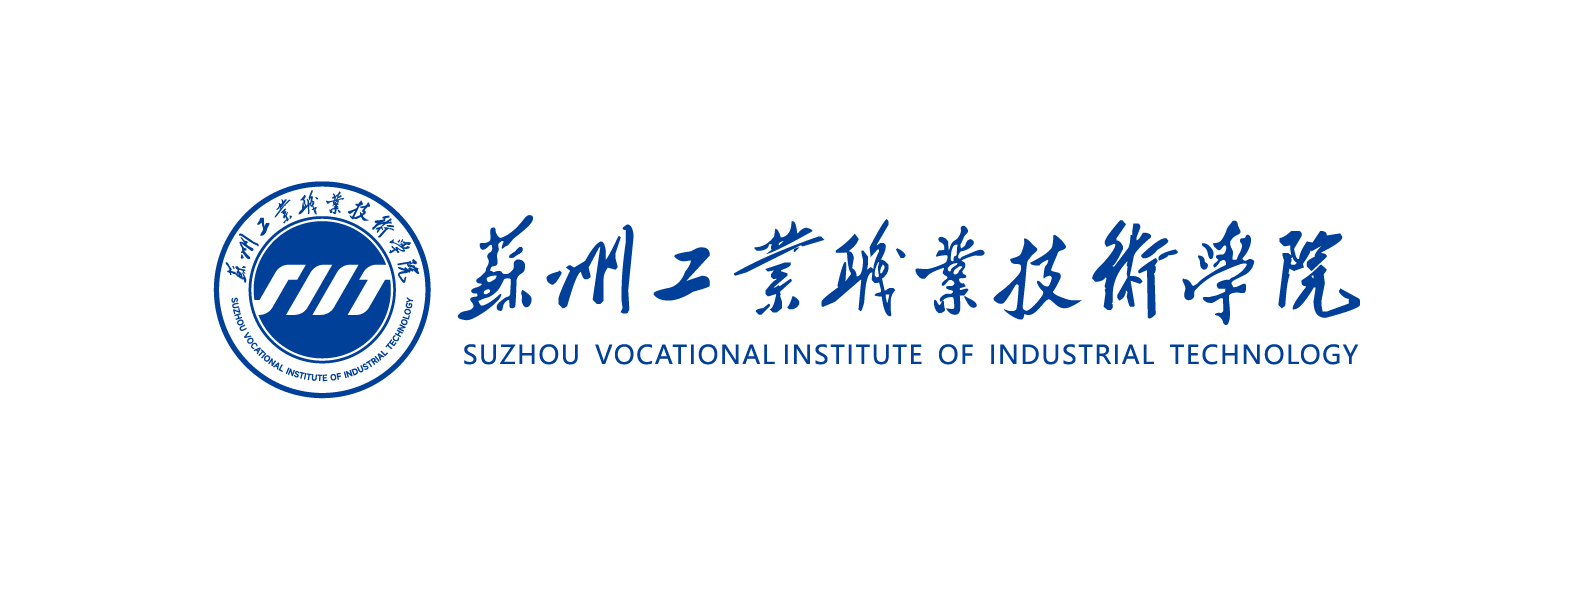 蘇州工業職業技術學院
SUZHOU VOCATIONAL INSTITUTE OF INDUSTRIAL TECHNOLOGY
蘇州工業職業技術學院
SUZHOU VOCATIONAL INSTITUTE OF INDUSTRIAL TECHNOLOGY